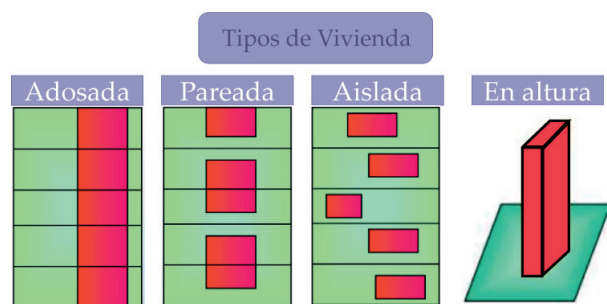 Tipos de Vivienda
Adosada
Pareada
Aislada
En altura